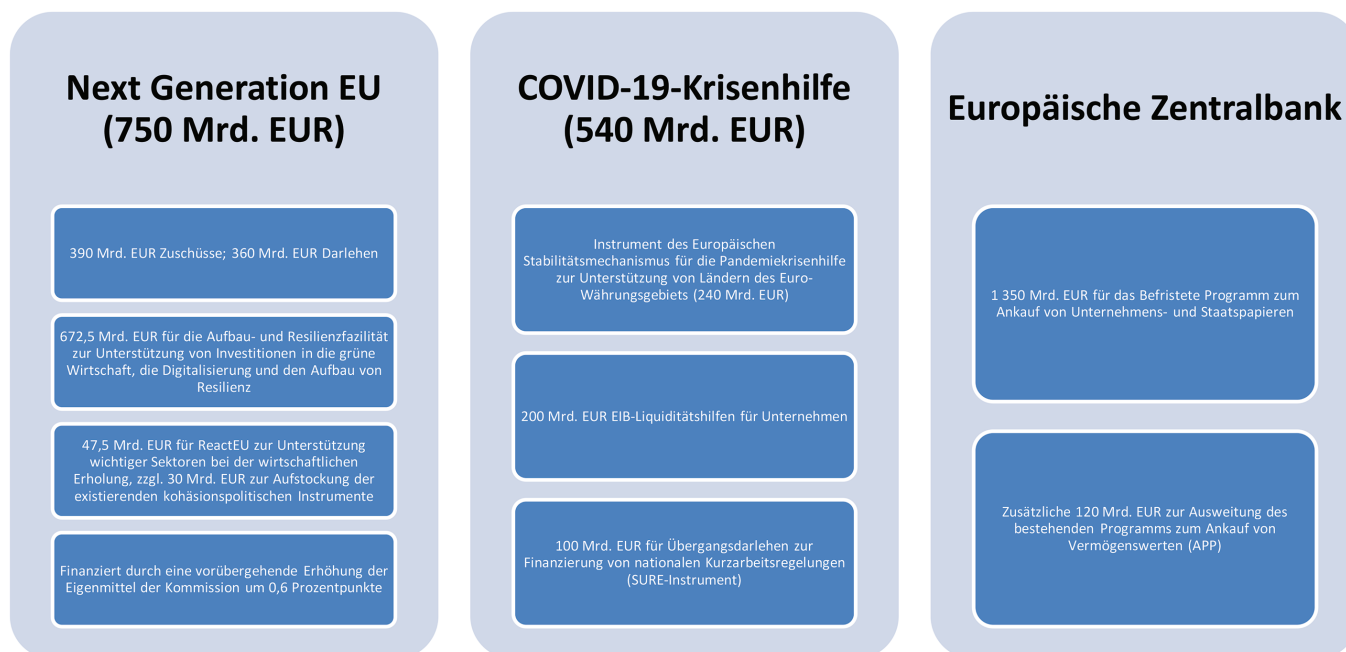 Next Generation EU
(750 Mrd. EUR)
390 Mrd. EUR Zuschüsse; 360 Mrd. EUR Darlehen
672,5 Mrd. EUR für die Aufbau- und Resilienzfazilität
zur Unterstützung von Investitionen in die grüne
Wirtschaft, die Digitalisierung und den Aufbau von
Resilienz
47,5 Mrd. EUR für ReactEU zur Unterstützung
wichtiger Sektoren bei der wirtschaftlichen
Erholung, zzgl. 30 Mrd. EUR zur Aufstockung der
existierenden kohäsionspolitischen Instrumente
Finanziert durch eine vorübergehende Erhöhung der
Eigenmittel der Kommission um 0,6 Prozentpunkte
COVID-19-Krisenhilfe
(540 Mrd. EUR)
Instrument des Europäischen
Stabilitätsmechanismus für die Pandemiekrisenhilfe
zur Unterstützung von Ländern des Euro-
Währungsgebiets (240 Mrd. EUR)
200 Mrd. EUR EIB-Liquiditätshilfen für Unternehmen
100 Mrd. EUR für Übergangsdarlehen zur
Finanzierung von nationalen Kurzarbeitsregelungen
(SURE-Instrument)
Europäische Zentralbank
1 350 Mrd. EUR für das Befristete Programm zum
Ankauf von Unternehmens- und Staatspapieren
Zusätzliche 120 Mrd. EUR zur Ausweitung des
bestehenden Programms zum Ankauf von
Vermögenswerten (APP)